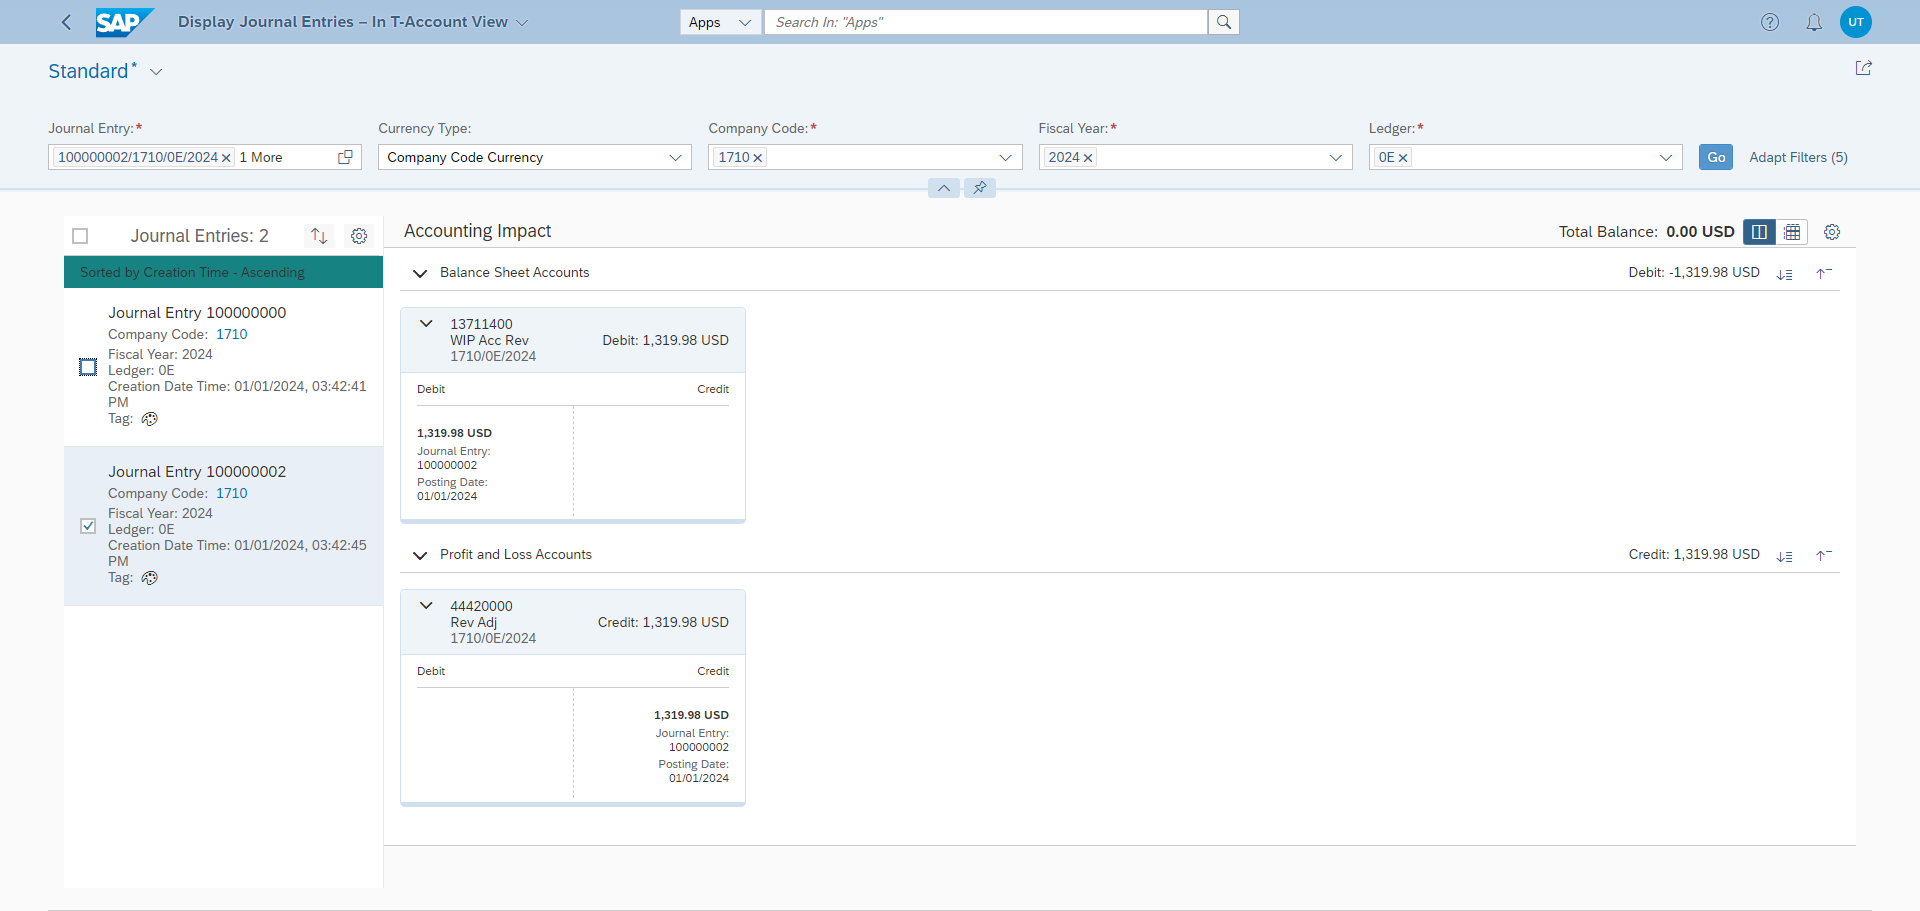 SAP
Display Journal Entries – In T-Account View
Apps
Search In: "Apps"
UT
Standard*
Journal Entry:*
Currency Type:
Company Code:*
Fiscal Year:*
Ledger:*
100000002/1710/0E/2024
1 More
Company Code Currency
1710
2024
0E
Go
Adapt Filters (5)
Journal Entries: 2
Sorted by Creation Time - Ascending
Journal Entry 100000000
Company Code: 1710
Fiscal Year: 2024
Ledger: 0E
Creation Date Time: 01/01/2024, 03:42:41
PM
Tag:
Journal Entry 100000002
Company Code: 1710
Fiscal Year: 2024
Ledger: 0E
Creation Date Time: 01/01/2024, 03:42:45
PM
Tag:
Accounting Impact
Total Balance: 0.00 USD
Balance Sheet Accounts
Debit: -1,319.98 USD
13711400
WIP Acc Rev
1710/0E/2024
Debit: 1,319.98 USD
Debit
Credit
1,319.98 USD
Journal Entry:
100000002
Posting Date:
01/01/2024
Profit and Loss Accounts
Credit: 1,319.98 USD
44420000
Rev Adj
1710/0E/2024
Credit: 1,319.98 USD
Debit
Credit
1,319.98 USD
Journal Entry:
100000002
Posting Date:
01/01/2024